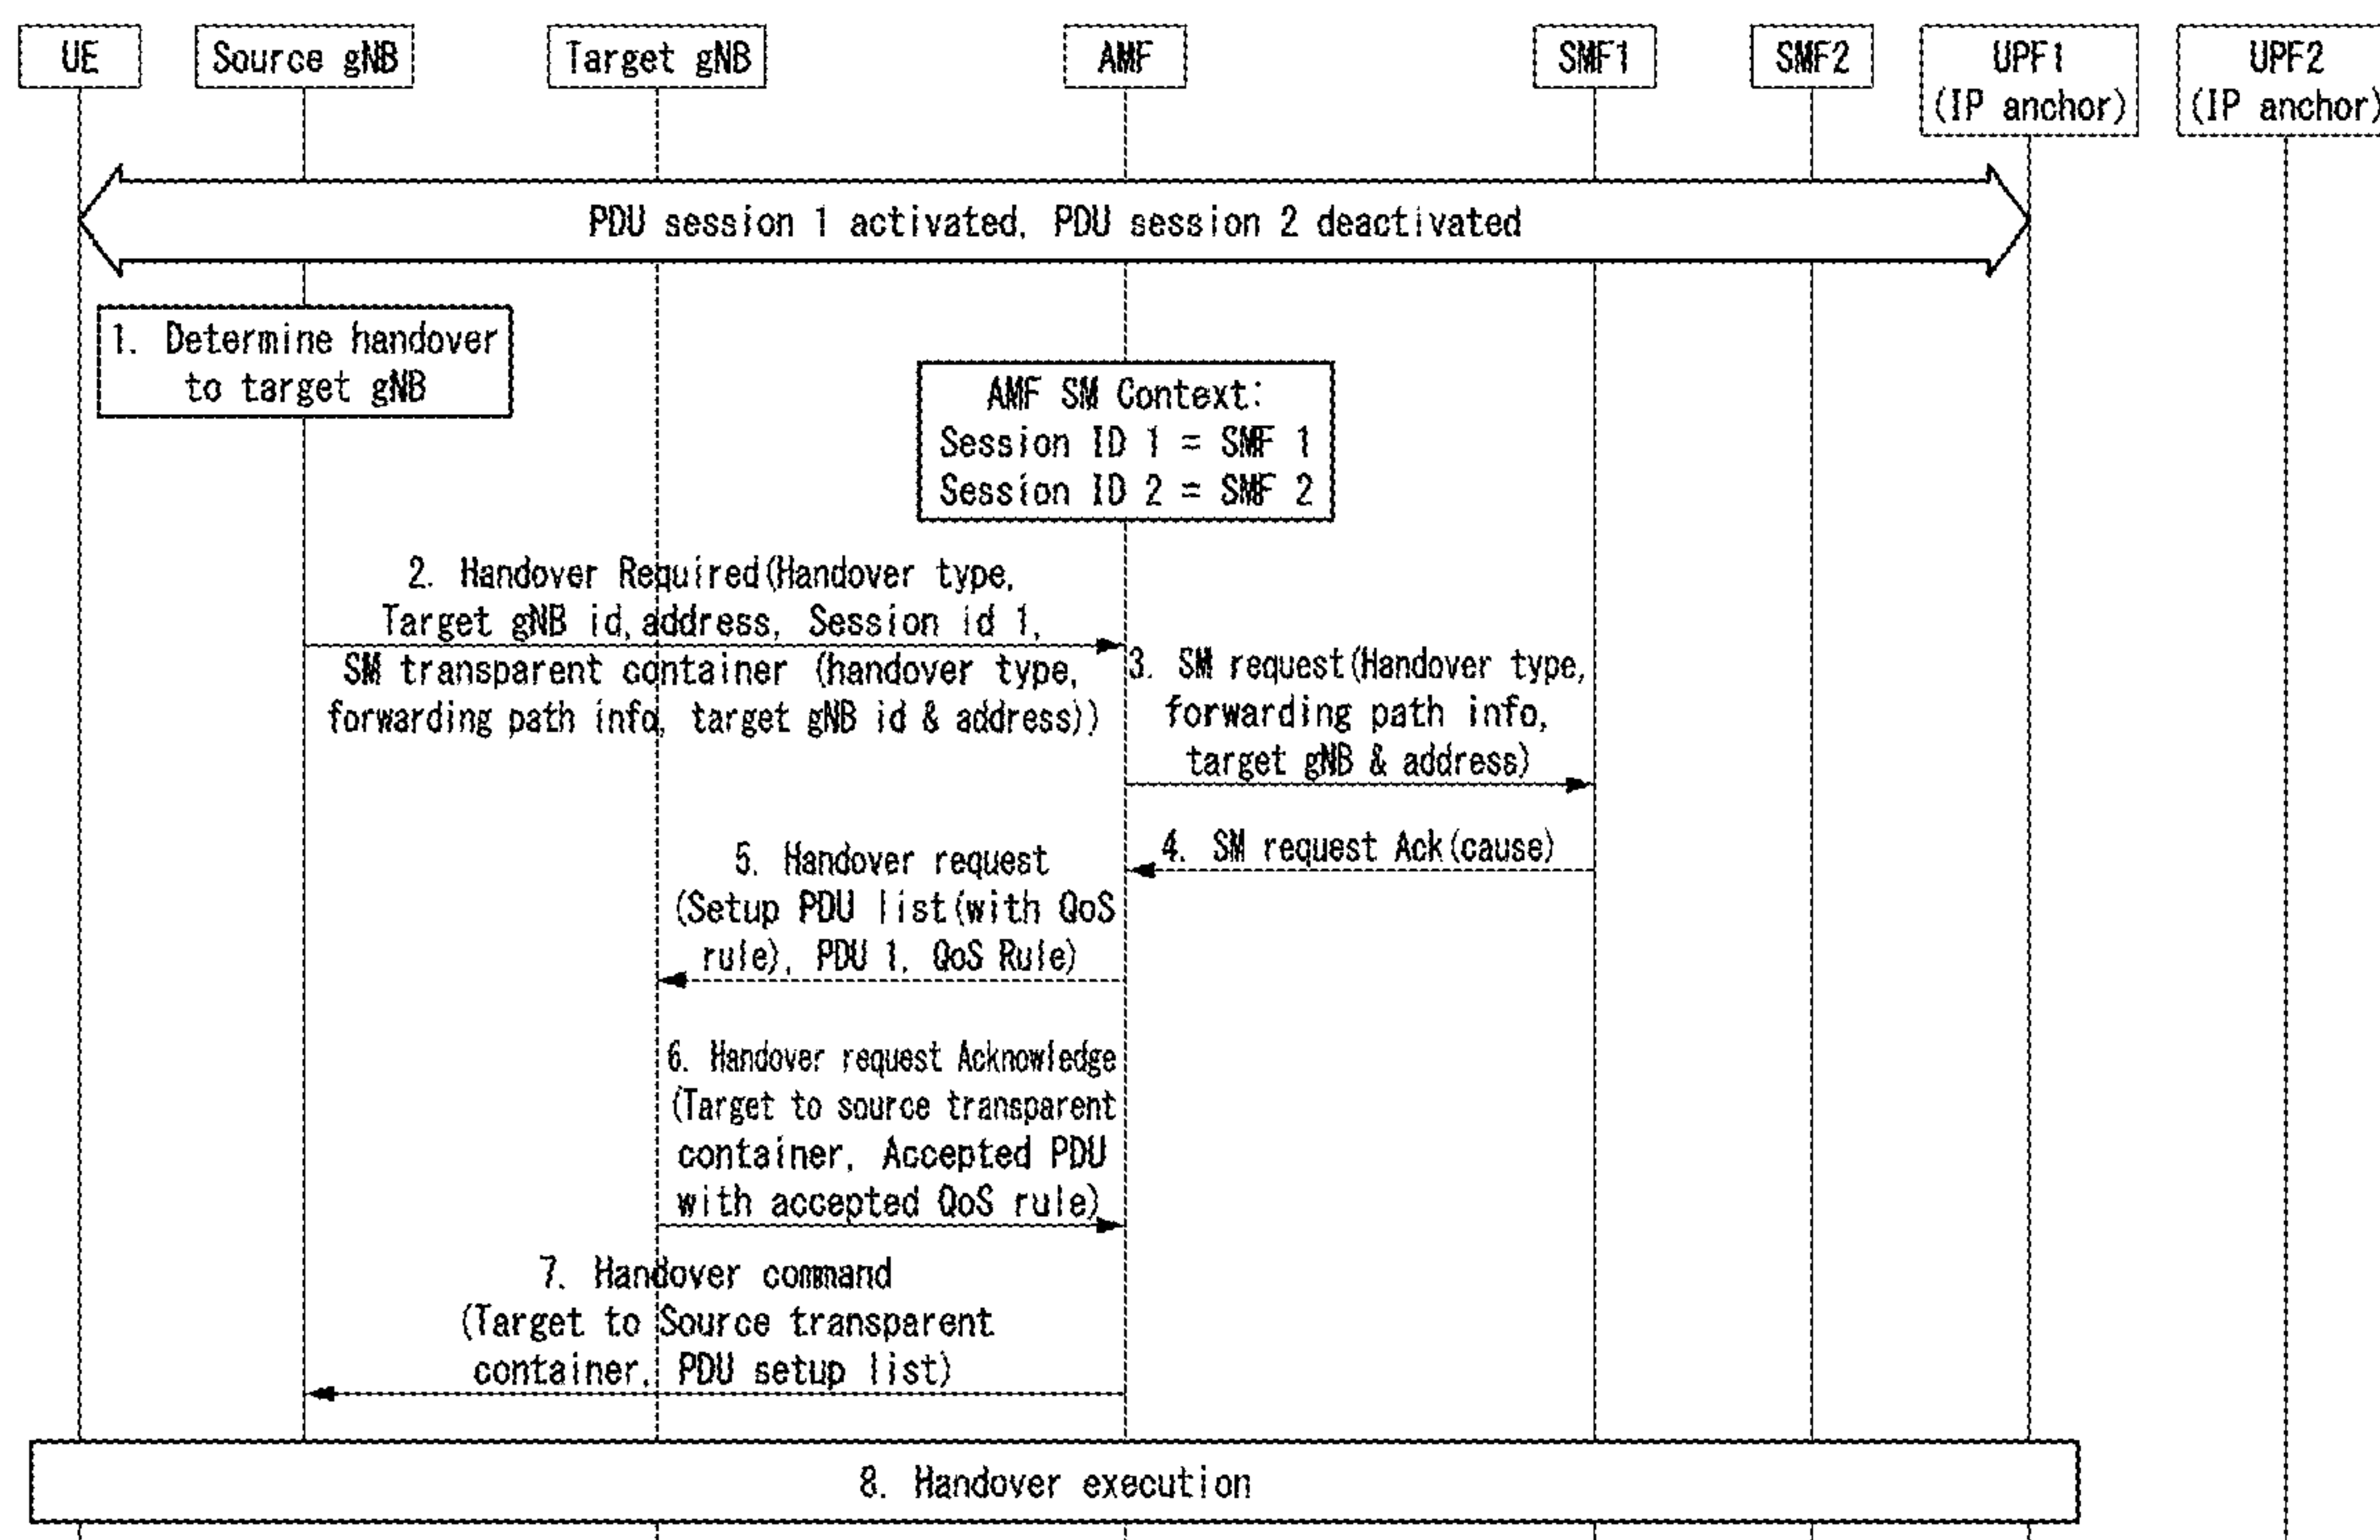 UE
Source gNB
Target gNB
AMF
SMF1
SMF2
UPF1
(IP anchor)
UPF2
(IP anchor)
PDU session 1 activated, PDU session 2 deactivated
1. Determine handover
to target gNB
AMF SM Context:
Session ID 1 = SMF 1
Session ID 2 = SMF 2
2. Handover Required(Handover type,
Target gNB id,address, Session id 1,
SM transparent container (handover type,
forwarding path info, target gNB id & address))
3. SM request(Handover type,
forwarding path info,
target gNB & address)
4. SM request Ack(cause)
5. Handover request
(Setup PDU list(with QoS
rule), PDU 1, QoS Rule)
6. Handover request Acknowledge
(Target to source transparent
container, Accepted PDU
with accepted QoS rule)
7. Handover command
(Target to Source transparent
container, PDU setup list)
8. Handover execution